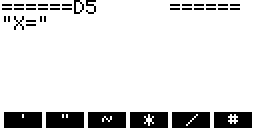 ======D5      ======
"X="
' " ~ * / #